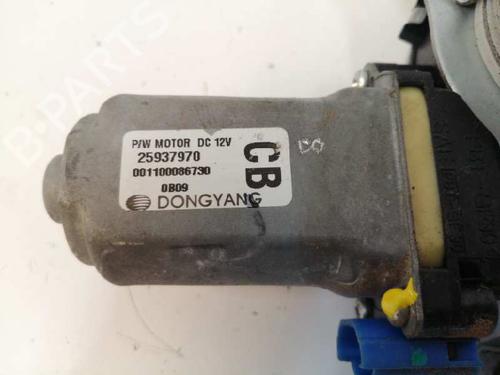 P/W MOTOR DC 12V
25937970
001100086730
0B09
DONGYANG
CB
B-PARTS